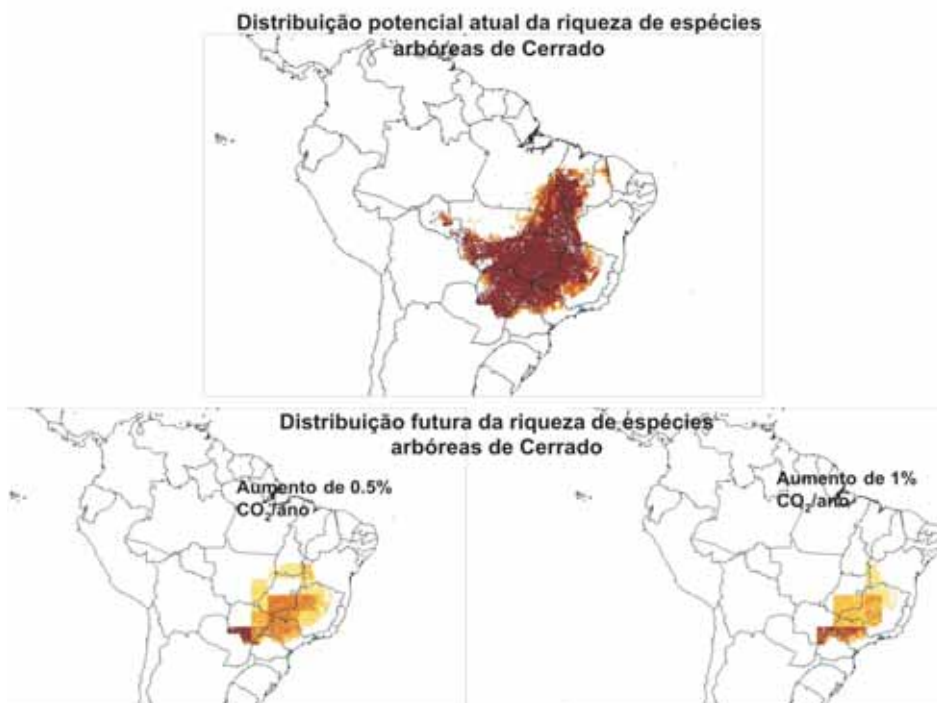 Distribuição potencial atual da riqueza de espécies
arbóreas de Cerrado
Distribuição futura da riqueza de espécies
arbóreas de Cerrado
Aumento de 0.5%
CO₂/ano
Aumento de 1%
CO₂/ano